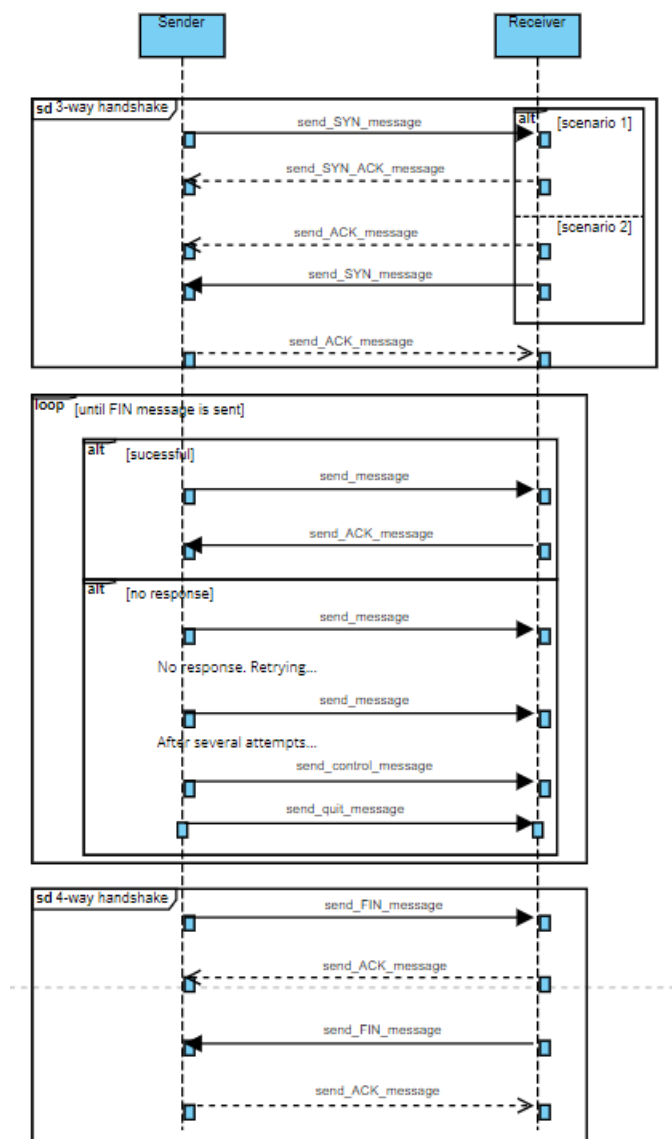 Sender
Receiver
sd 3-way handshake
alt
[scenario 1]
send_SYN_message
send_SYN_ACK_message
[scenario 2]
send_ACK_message
send_SYN_message
send_ACK_message
loop
[until FIN message is sent]
alt
[sucessful]
send_message
send_ACK_message
alt
[no response]
send_message
No response. Retrying...
send_message
After several attempts...
send_control_message
send_quit_message
sd 4-way handshake
send_FIN_message
send_ACK_message
send_FIN_message
send_ACK_message